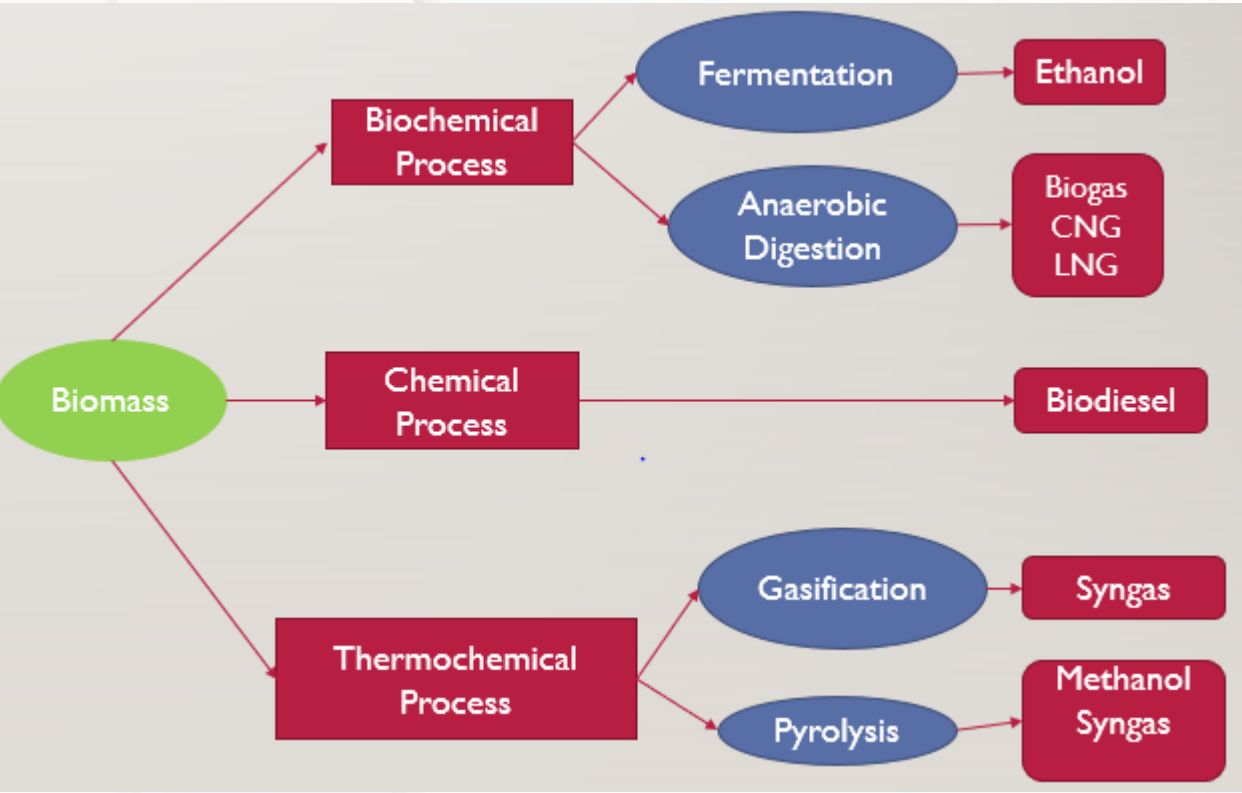 Fermentation
Ethanol
Biochemical
Process
Anaerobic
Digestion
Biogas
CNG
LNG
Biomass
Chemical
Process
Biodiesel
Gasification
Syngas
Thermochemical
Process
Pyrolysis
Methanol
Syngas